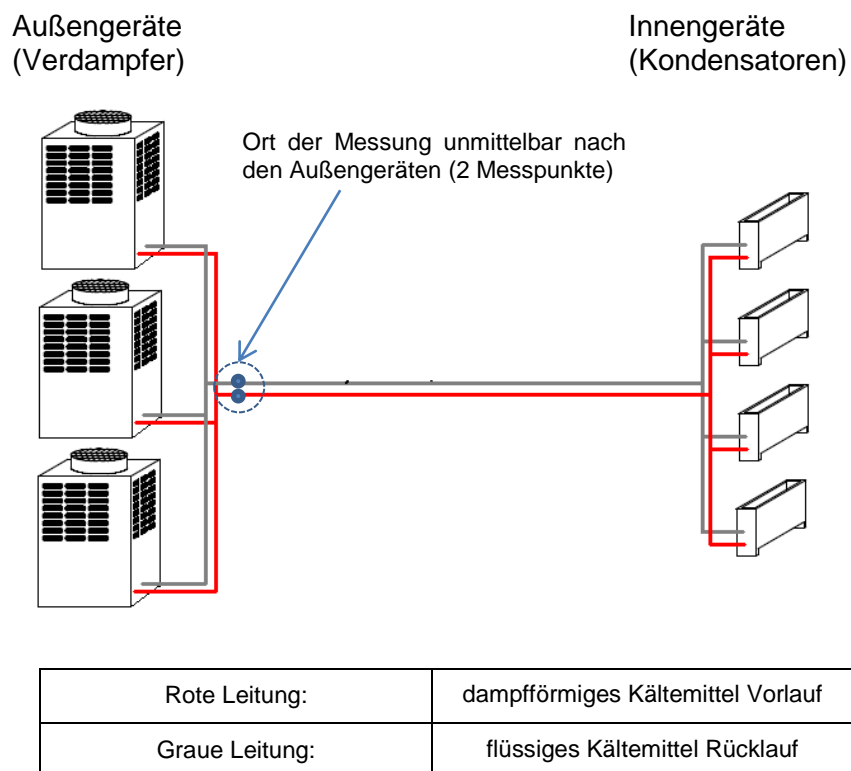 Außengeräte
(Verdampfer)
Innengeräte
(Kondensatoren)
Ort der Messung unmittelbar nach
den Außengeräten (2 Messpunkte)
Rote Leitung:
dampfförmiges Kältemittel Vorlauf
Graue Leitung:
flüssiges Kältemittel Rücklauf